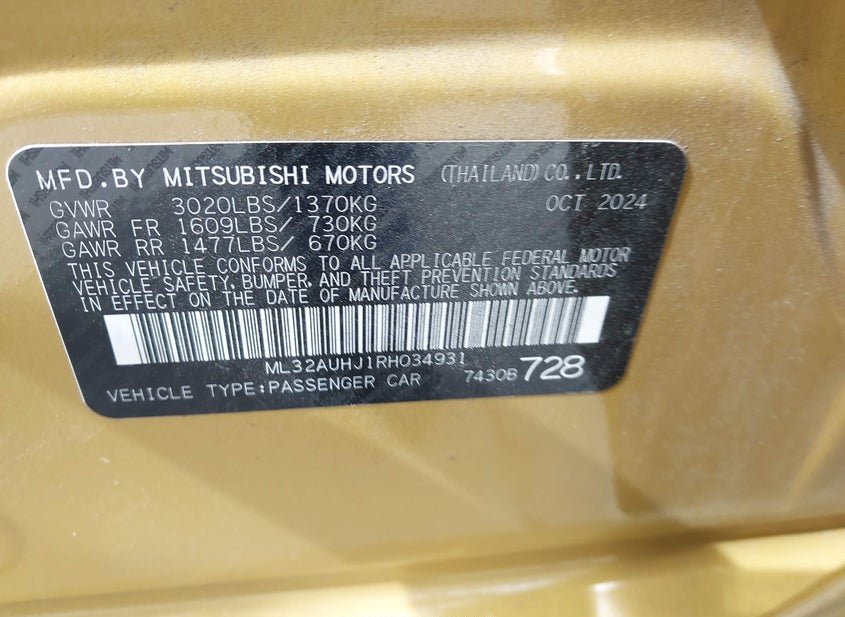 MFD.BY MITSUBISHI MOTORS (THAILAND)CO.,LTD.
GVWR 3020LBS/1370KG OCT 2024
GAWR FR 1609LBS/ 730KG
GAWR RR 1477LBS/ 670KG
THIS VEHICLE CONFORMS TO ALL APPLICABLE FEDERAL MOTOR
VEHICLE SAFETY, BUMPER, AND THEFT PREVENTION STANDARDS
IN EFFECT ON THE DATE OF MANUFACTURE SHOWN ABOVE.
ML32AUHJ1RH034931
VEHICLE TYPE:PASSENGER CAR 7430B 728